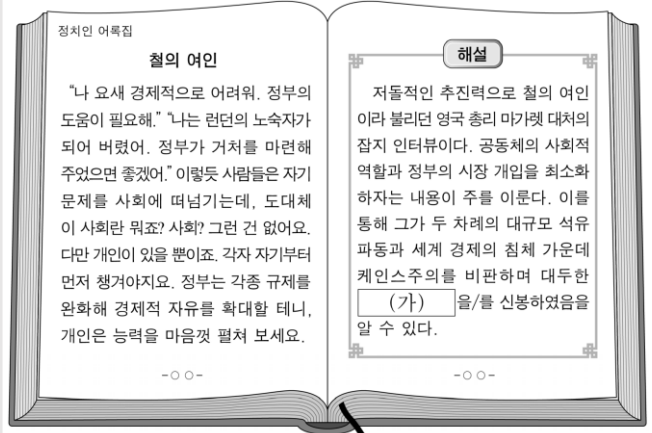 정치인 어록집
철의 여인
“나 요새 경제적으로 어려워. 정부의
도움이 필요해.” “나는 런던의 노숙자가
되어 버렸어. 정부가 거처를 마련해
주었으면 좋겠어.” 이렇듯 사람들은 자기
문제를 사회에 떠넘기는데, 도대체
이 사회란 뭐죠? 사회? 그런 건 없어요.
다만 개인이 있을 뿐이죠. 각자 자기부터
먼저 챙겨야지요. 정부는 각종 규제를
완화해 경제적 자유를 확대할 테니,
개인은 능력을 마음껏 펼쳐 보세요.
-○ ○-
해설
저돌적인 추진력으로 철의 여인
이라 불리던 영국 총리 마가렛 대처의
잡지 인터뷰이다. 공동체의 사회적
역할과 정부의 시장 개입을 최소화
하자는 내용이 주를 이룬다. 이를
통해 그가 두 차례의 대규모 석유
파동과 세계 경제의 침체 가운데
케인스주의를 비판하며 대두한
(가) 을/를 신봉하였음을
알 수 있다.
-○ ○-